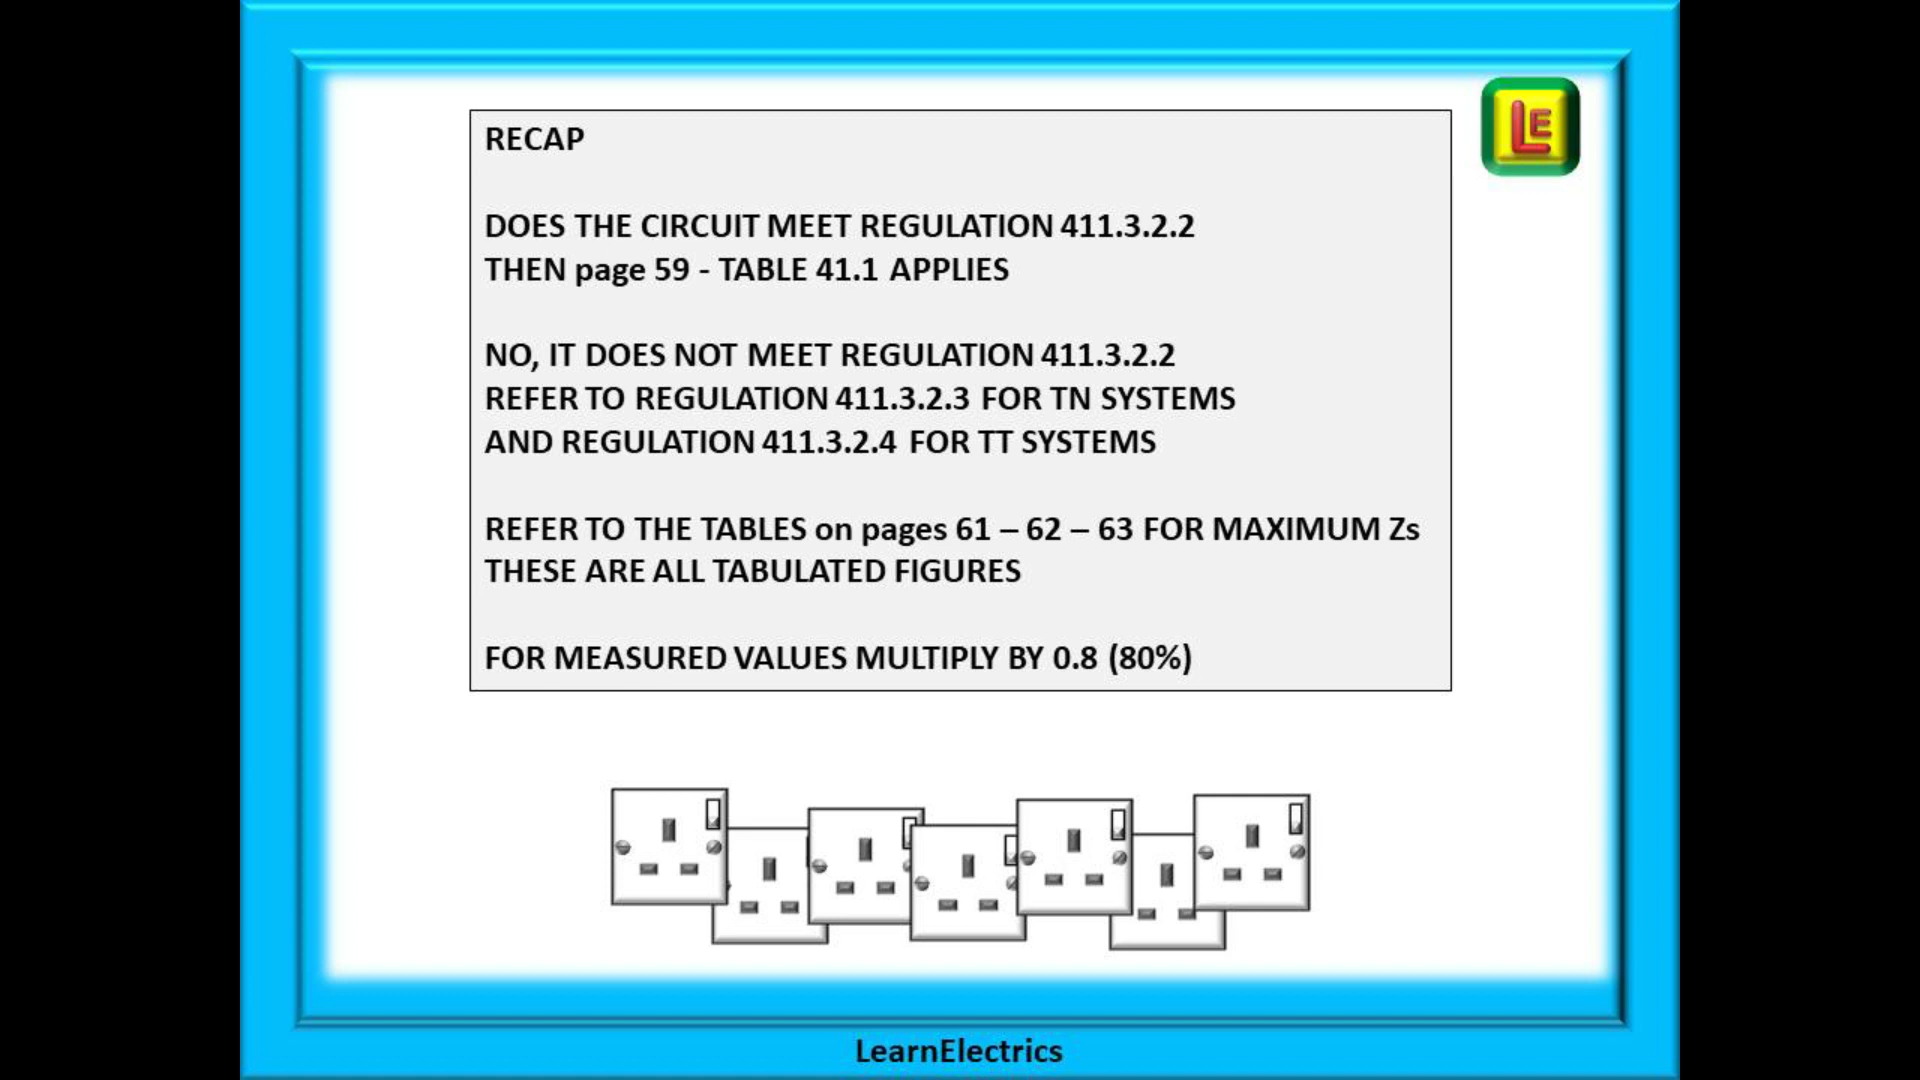 LE
RECAP
DOES THE CIRCUIT MEET REGULATION 411.3.2.2
THEN page 59 - TABLE 41.1 APPLIES
NO, IT DOES NOT MEET REGULATION 411.3.2.2
REFER TO REGULATION 411.3.2.3 FOR TN SYSTEMS
AND REGULATION 411.3.2.4 FOR TT SYSTEMS
REFER TO THE TABLES on pages 61 – 62 – 63 FOR MAXIMUM Zs
THESE ARE ALL TABULATED FIGURES
FOR MEASURED VALUES MULTIPLY BY 0.8 (80%)
LearnElectrics